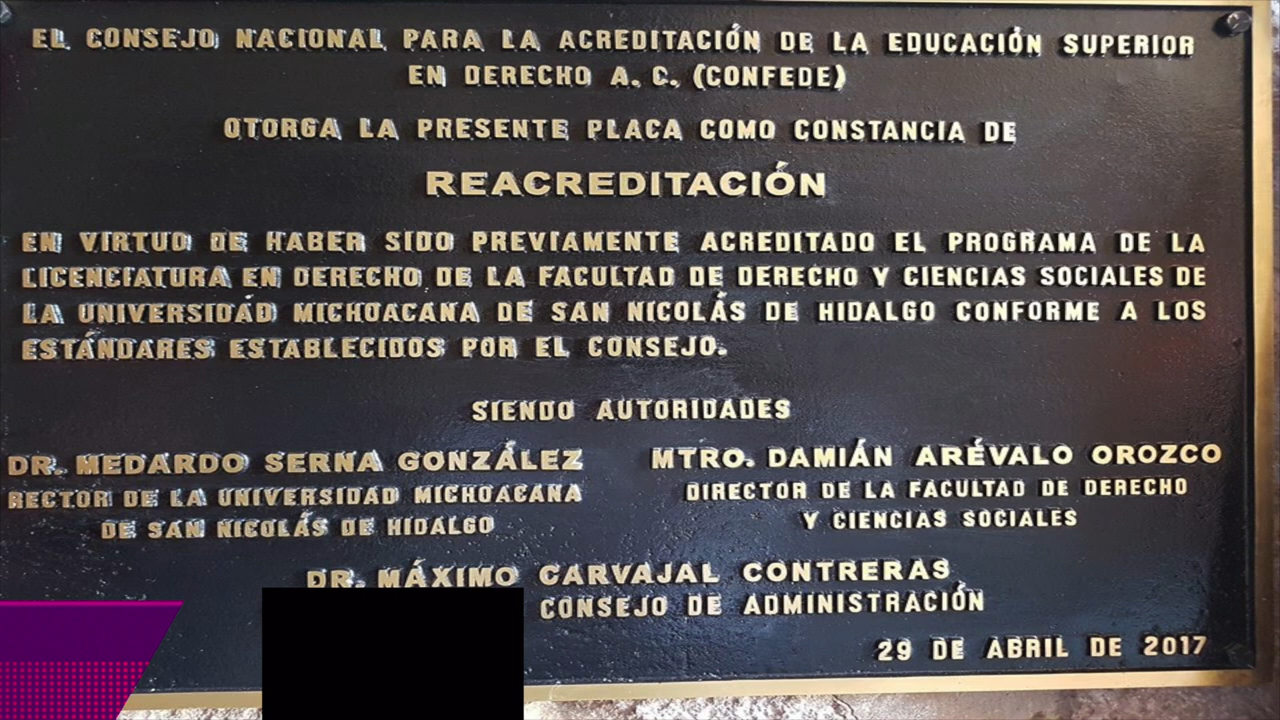 EL CONSEJO NACIONAL PARA LA ACREDITACIÓN DE LA EDUCACIÓN SUPERIOR
EN DERECHO A. C. (CONFEDE)
OTORGA LA PRESENTE PLACA COMO CONSTANCIA DE
REACREDITACIÓN
EN VIRTUD DE HABER SIDO PREVIAMENTE ACREDITADO EL PROGRAMA DE LA
LICENCIATURA EN DERECHO DE LA FACULTAD DE DERECHO Y CIENCIAS SOCIALES DE
LA UNIVERSIDAD MICHOACANA DE SAN NICOLÁS DE HIDALGO CONFORME A LOS
ESTÁNDARES ESTABLECIDOS POR EL CONSEJO.
SIENDO AUTORIDADES
DR. MEDARDO SERNA GONZÁLEZ
RECTOR DE LA UNIVERSIDAD MICHOACANA
DE SAN NICOLÁS DE HIDALGO
MTRO. DAMIÁN ARÉVALO OROZCO
DIRECTOR DE LA FACULTAD DE DERECHO
Y CIENCIAS SOCIALES
DR. MÁXIMO CARVAJAL CONTRERAS
CONSEJO DE ADMINISTRACIÓN
29 DE ABRIL DE 2017